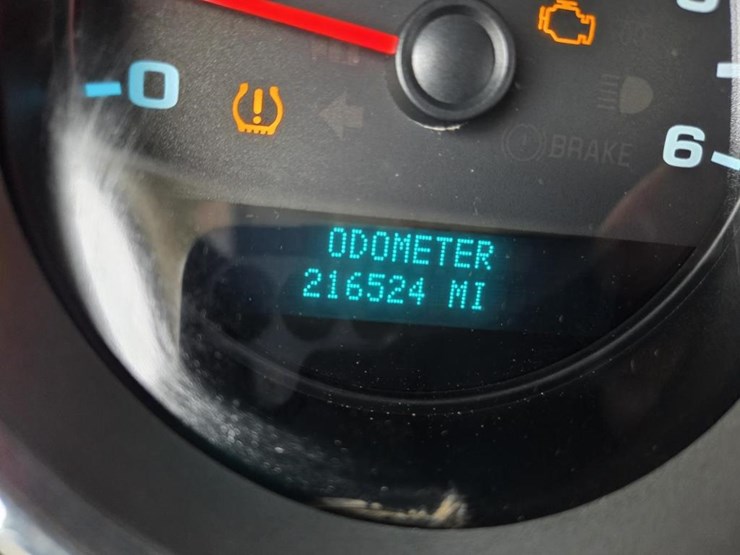 0
BRAKE
6
ODOMETER
216524 MI